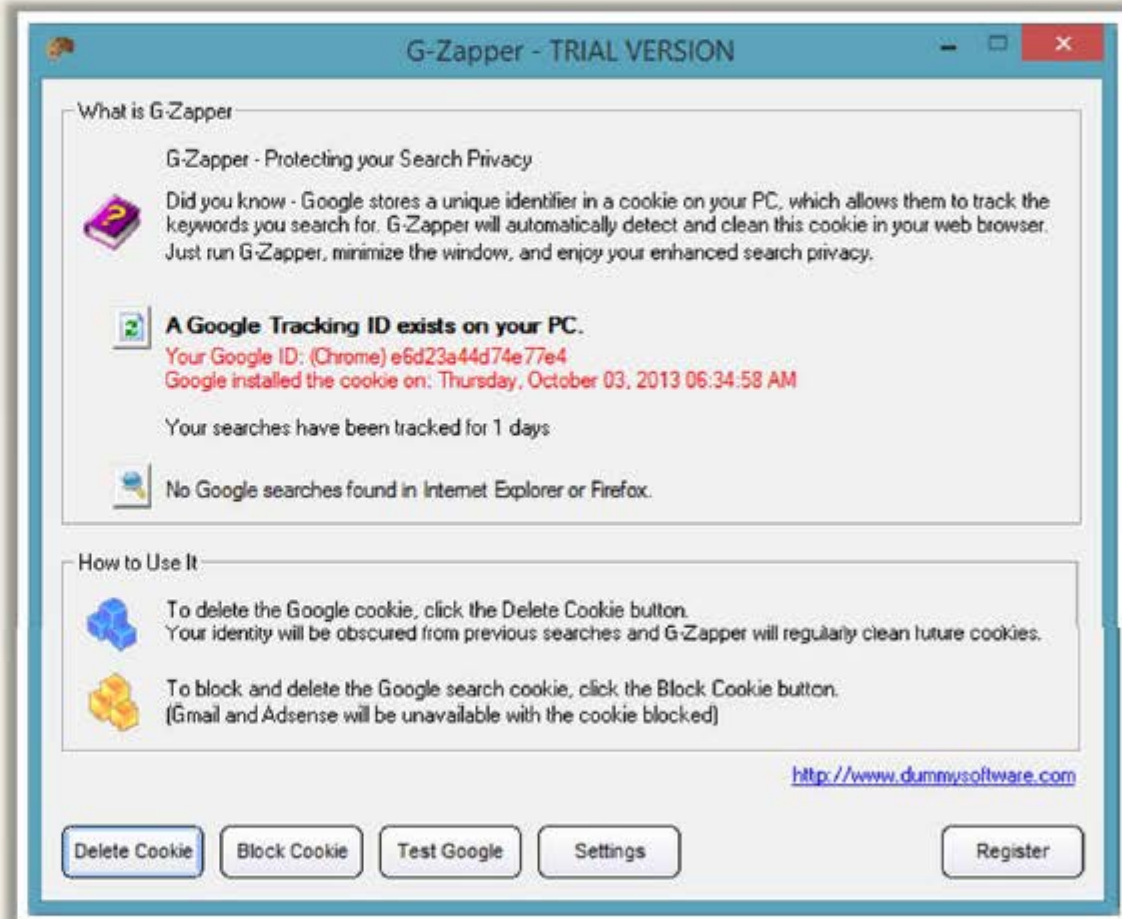 G-Zapper - TRIAL VERSION
What is G-Zapper
G-Zapper - Protecting your Search Privacy
Did you know - Google stores a unique identifier in a cookie on your PC, which allows them to track the
keywords you search for. G-Zapper will automatically detect and clean this cookie in your web browser.
Just run G-Zapper, minimize the window, and enjoy your enhanced search privacy.
A Google Tracking ID exists on your PC.
Your Google ID: (Chrome) e6d23a44d74e77e4
Google installed the cookie on: Thursday, October 03, 2013 06:34:58 AM
Your searches have been tracked for 1 days
No Google searches found in Internet Explorer or Firefox.
How to Use It
To delete the Google cookie, click the Delete Cookie button.
Your identity will be obscured from previous searches and G-Zapper will regularly clean future cookies.
To block and delete the Google search cookie, click the Block Cookie button.
(Gmail and Adsense will be unavailable with the cookie blocked)
http://www.dummysoftware.com
Delete Cookie Block Cookie Test Google Settings Register